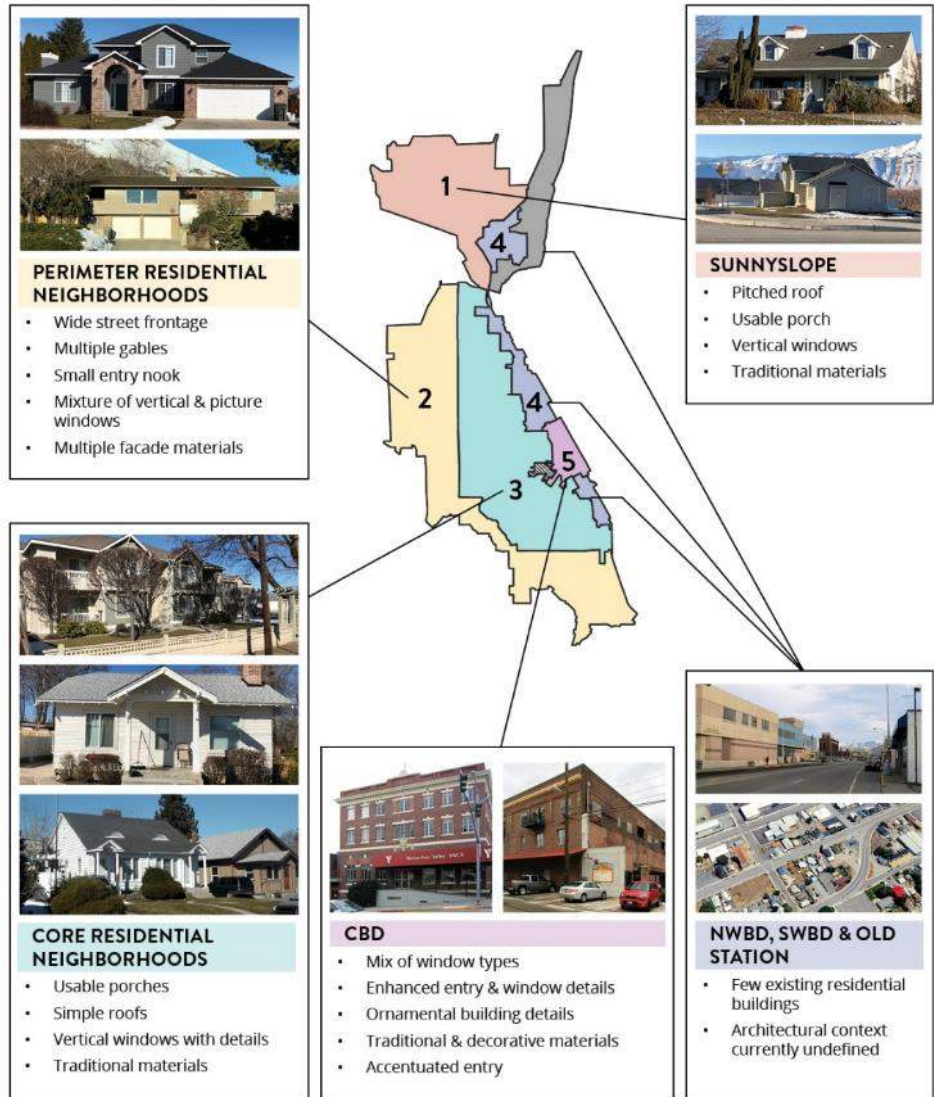 PERIMETER RESIDENTIAL
NEIGHBORHOODS
• Wide street frontage
• Multiple gables
• Small entry nook
• Mixture of vertical & picture
windows
• Multiple facade materials
SUNNYSLOPE
• Pitched roof
• Usable porch
• Vertical windows
• Traditional materials
1
4
2
4
5
3
CORE RESIDENTIAL
NEIGHBORHOODS
• Usable porches
• Simple roofs
• Vertical windows with details
• Traditional materials
CBD
• Mix of window types
• Enhanced entry & window details
• Ornamental building details
• Traditional & decorative materials
• Accentuated entry
NWBD, SWBD & OLD
STATION
• Few existing residential
buildings
• Architectural context
currently undefined